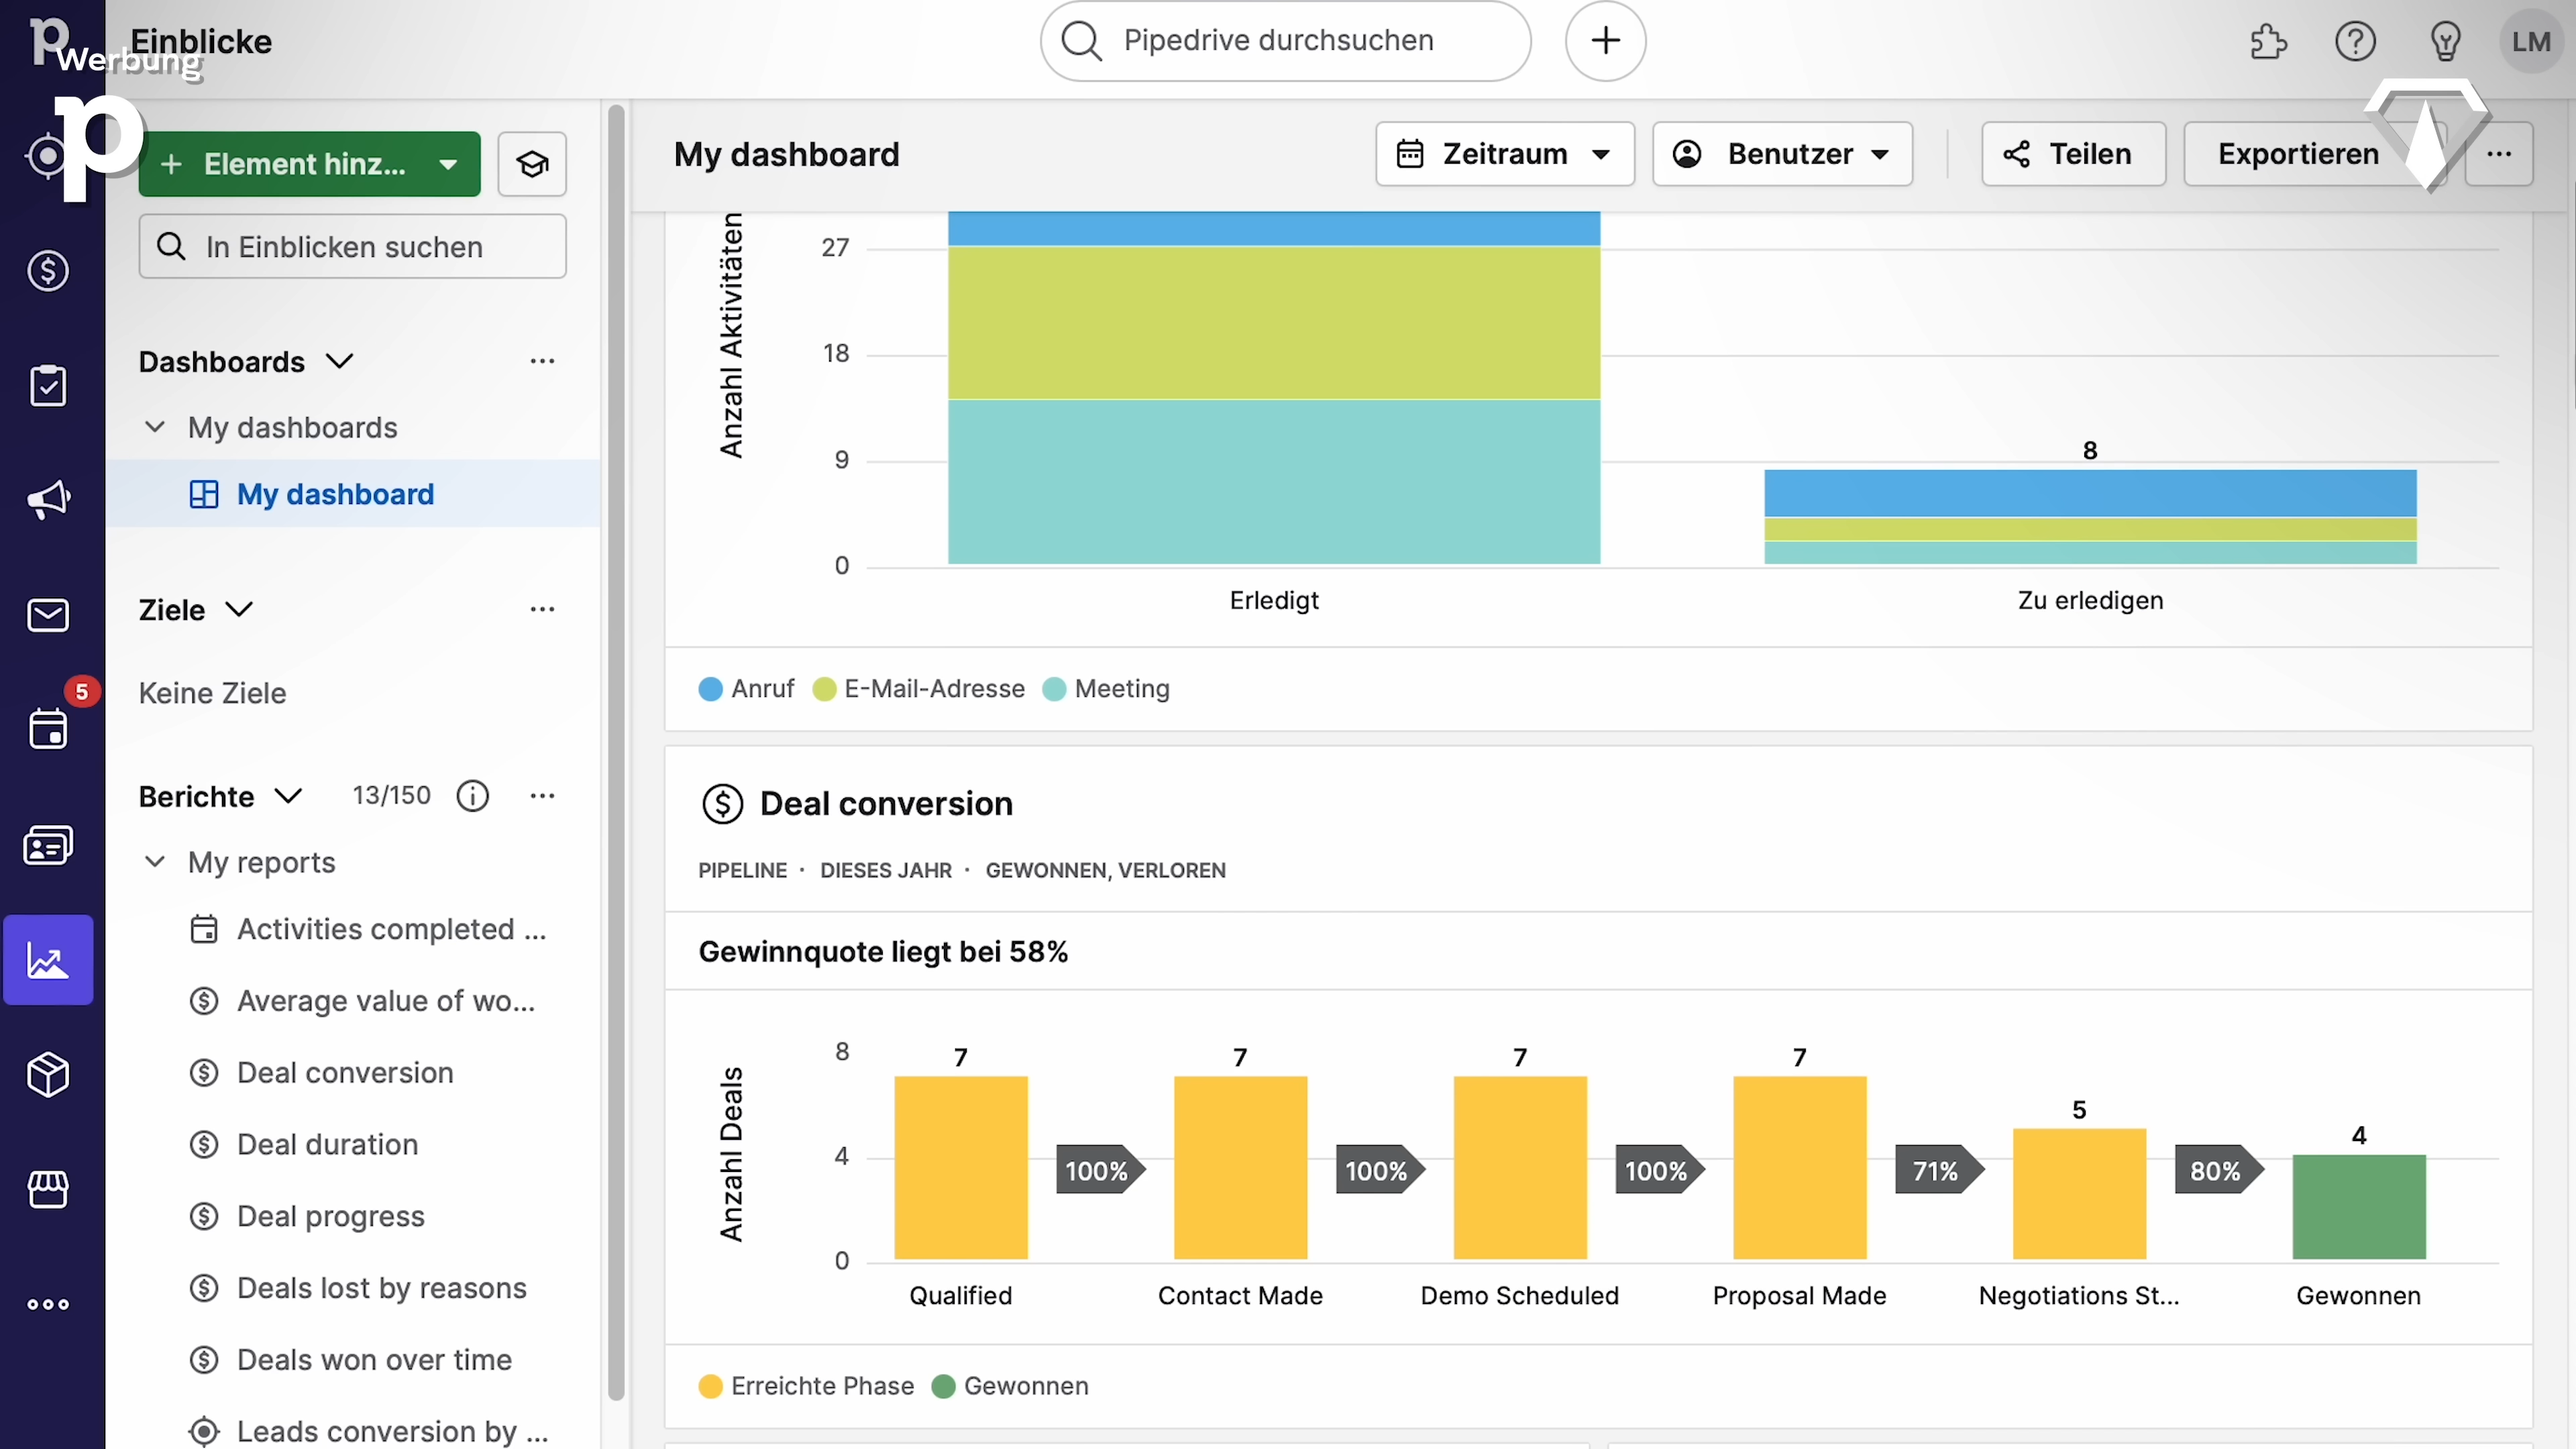 Einblicke
Werbung
Pipedrive durchsuchen
LM
Element hinz...
In Einblicken suchen
Dashboards
My dashboards
My dashboard
Ziele
Keine Ziele
5
Berichte 13/150
My reports
Activities completed ...
Average value of wo...
Deal conversion
Deal duration
Deal progress
Deals lost by reasons
Deals won over time
Leads conversion by ...
My dashboard
Zeitraum
Benutzer
Teilen
Exportieren
Anzahl Aktivitäten
27
18
9
0
8
Erledigt
Zu erledigen
Anruf E-Mail-Adresse Meeting
Deal conversion
PIPELINE · DIESES JAHR · GEWONNEN, VERLOREN
Gewinnquote liegt bei 58%
Anzahl Deals
8
4
0
7 7 7 7 5 4
100% 100% 100% 71% 80%
Qualified Contact Made Demo Scheduled Proposal Made Negotiations St... Gewonnen
Erreichte Phase Gewonnen